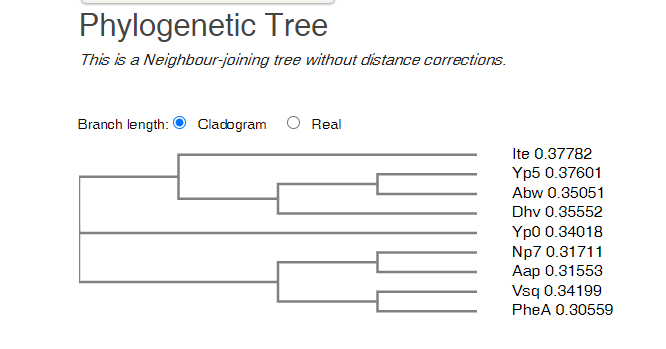 Phylogenetic Tree
This is a Neighbour-joining tree without distance corrections.
Branch length: Cladogram Real
Ite 0.37782
Yp5 0.37601
Abw 0.35051
Dhv 0.35552
Yp0 0.34018
Np7 0.31711
Aap 0.31553
Vsq 0.34199
PheA 0.30559